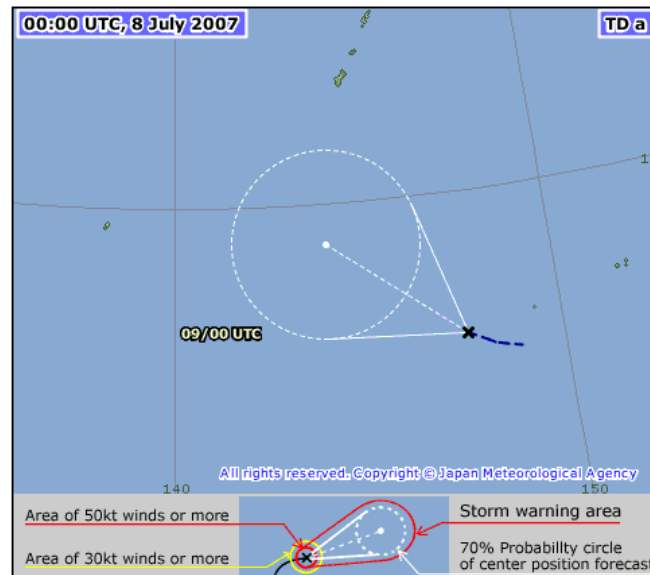 00:00 UTC, 8 July 2007
TD a
1
09/00 UTC
All rights reserved. Copyright © Japan Meteorological Agency
140
150
Area of 50kt winds or more
Storm warning area
Area of 30kt winds or more
70% Probabillty circle
of center position forecast